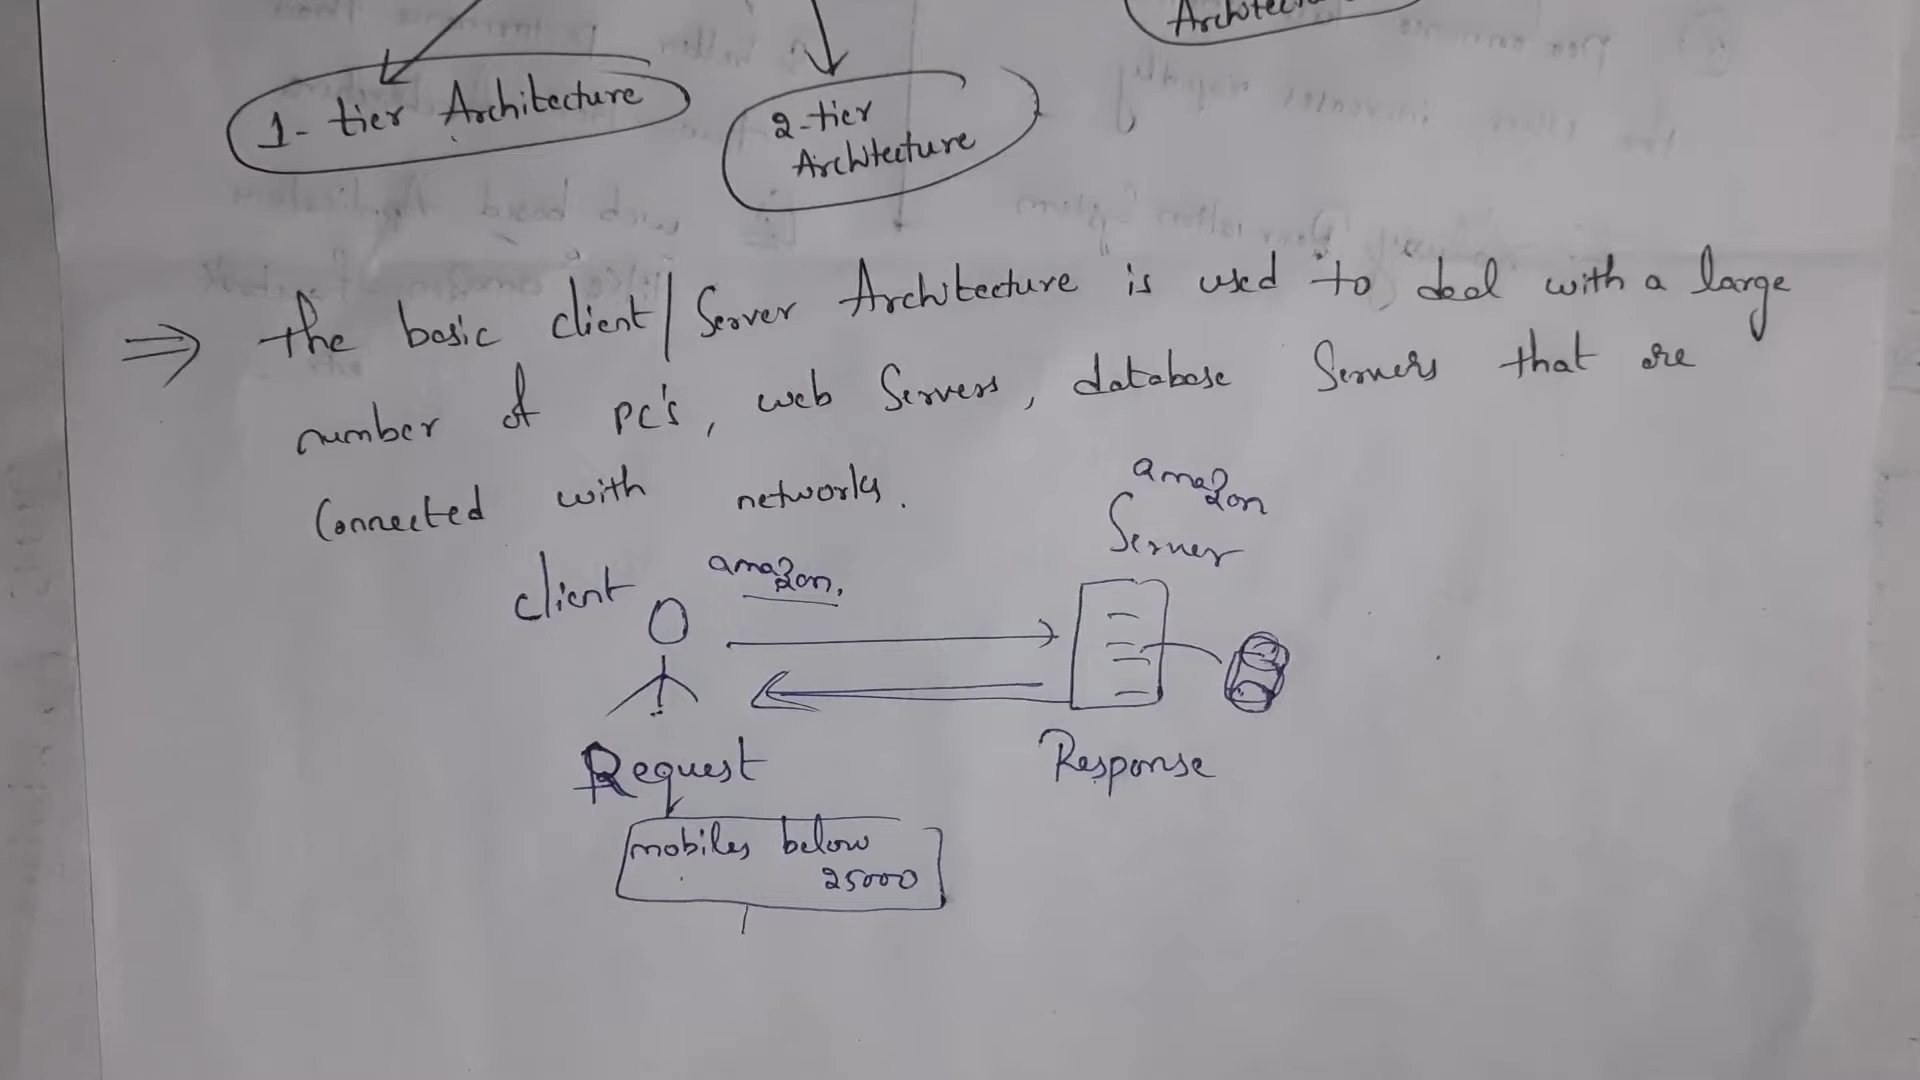 1- tier Architecture
2-tier
Architecture
⇒ the basic client/Server Architecture is used to deal with a large
number of PC's, web Servers, database Servers that are
Connected with networks.
amazon
Server
client
amazon.
Request
Response
mobiles below
25000